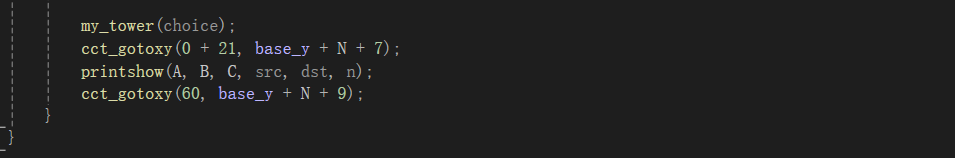 my_tower(choice);
cct_gotoxy(0 + 21, base_y + N + 7);
printshow(A, B, C, src, dst, n);
cct_gotoxy(60, base_y + N + 9);
}
}